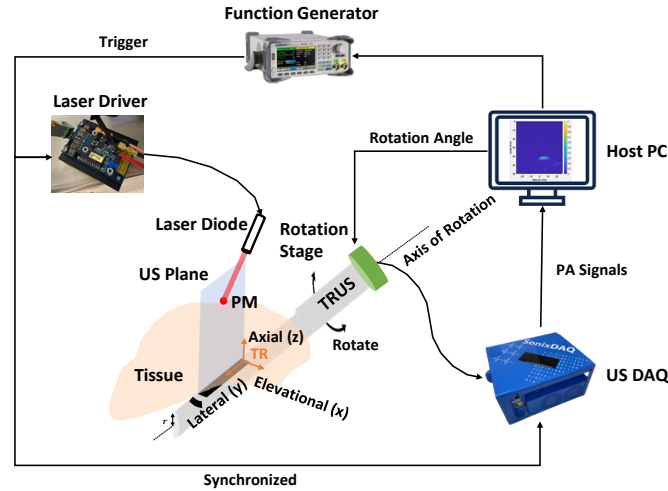 Function Generator
Trigger
Laser Driver
Rotation Angle
Host PC
Laser Diode
Rotation
Stage
Axis of Rotation
US Plane
PM
TRUS
PA Signals
Axial (z)
TR
Rotate
SonixDAQ
US DAQ
Tissue
Elevational (x)
Lateral (y)
r
Synchronized